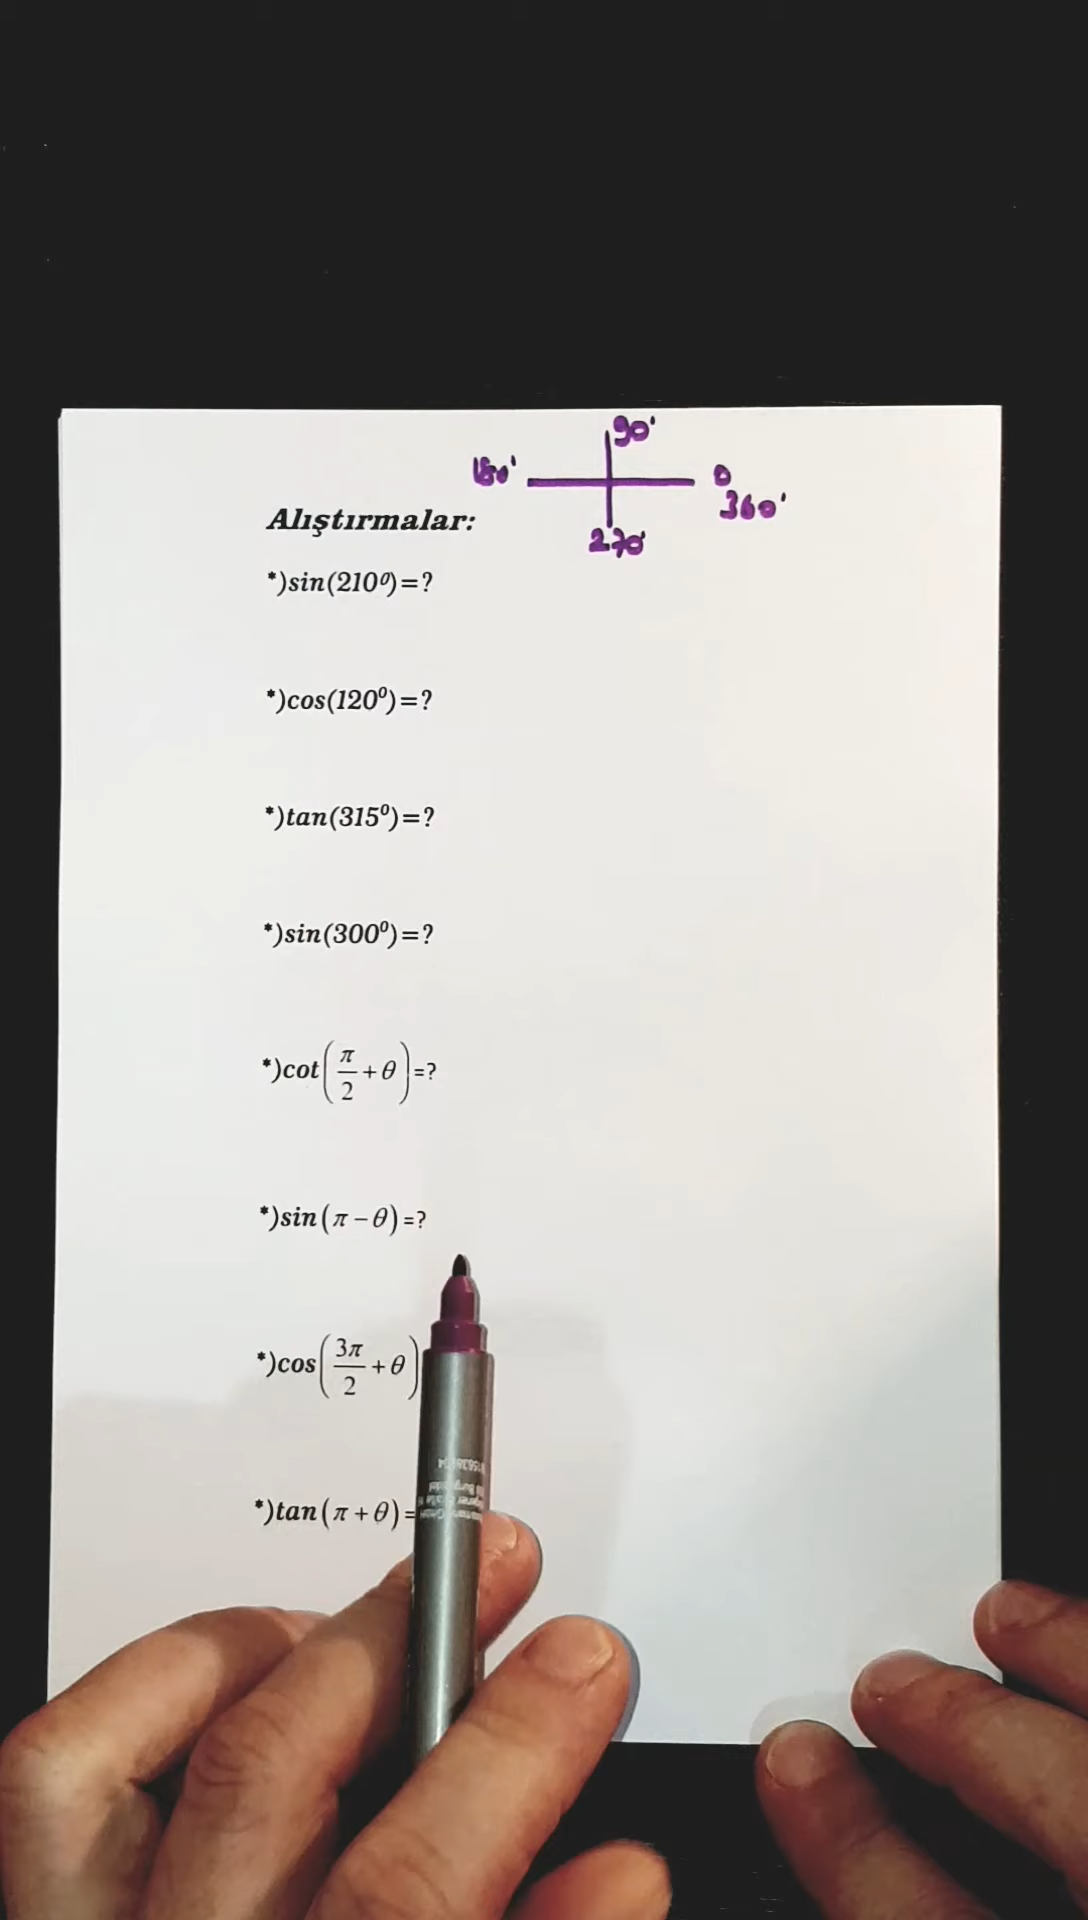 90°
180°
0
360°
270°
Alıştırmalar:
*)sin(210⁰)=?
*)cos(120⁰)=?
*)tan(315⁰)=?
*)sin(300⁰)=?
*)cot(π/2+θ)=?
*)sin(π−θ)=?
*)cos(3π/2+θ)
*)tan(π+θ)=